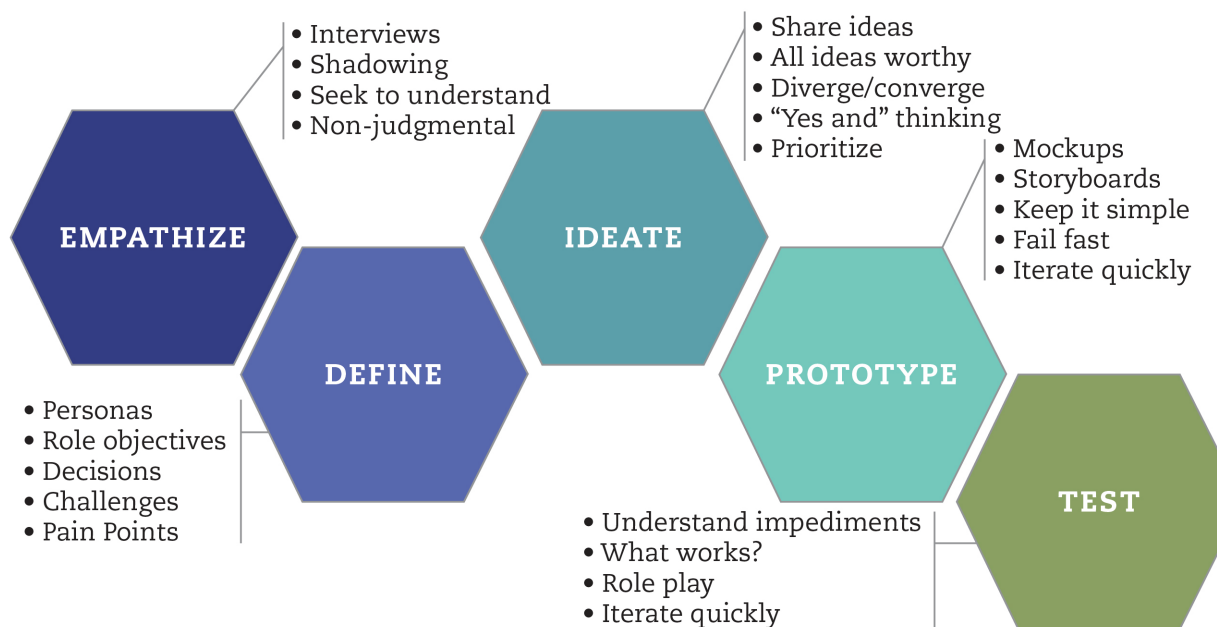 EMPATHIZE
• Interviews
• Shadowing
• Seek to understand
• Non-judgmental
DEFINE
• Personas
• Role objectives
• Decisions
• Challenges
• Pain Points
IDEATE
• Share ideas
• All ideas worthy
• Diverge/converge
• “Yes and” thinking
• Prioritize
PROTOTYPE
• Mockups
• Storyboards
• Keep it simple
• Fail fast
• Iterate quickly
TEST
• Understand impediments
• What works?
• Role play
• Iterate quickly